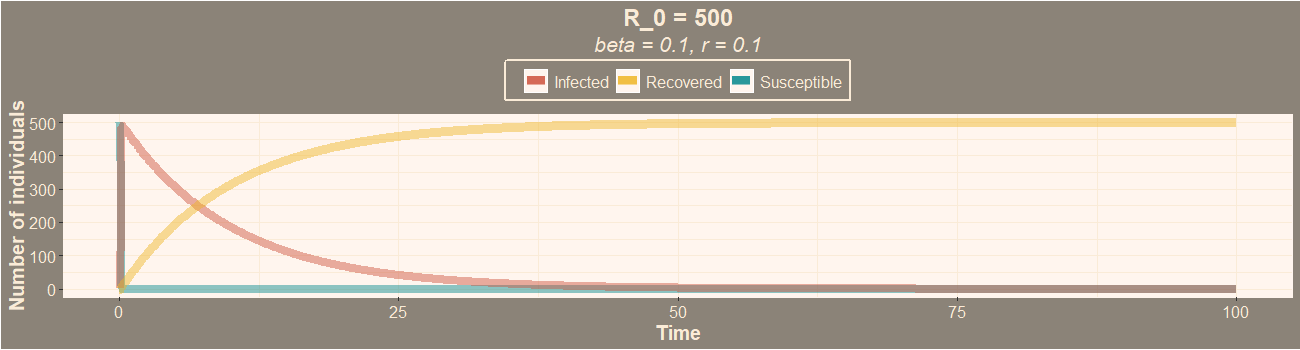 R_0 = 500
beta = 0.1, r = 0.1
Infected Recovered Susceptible
Number of individuals
500
400
300
200
100
0
0 25 50 75 100
Time